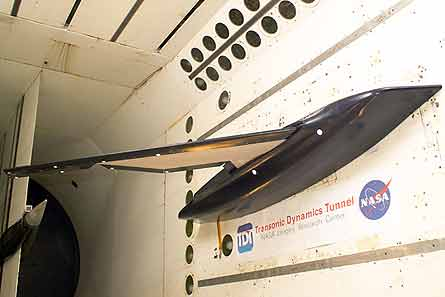 TDT
Transonic Dynamics Tunnel
NASA Langley Research Center
NASA